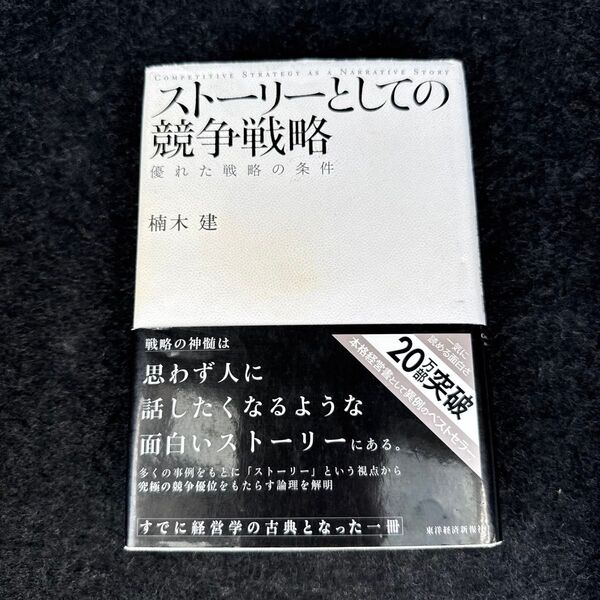 COMPETITIVE STRATEGY AS A NARRATIVE STORY
ストーリーとしての
競争戦略
優れた戦略の条件
楠木 建
戦略の神髄は
思わず人に
話したくなるような
面白いストーリーにある。
多くの事例をもとに「ストーリー」という視点から
究極の競争優位をもたらす論理を解明
すでに経営学の古典となった一冊
一気に
読める面白さ
20万部突破
本格経営書として異例のベストセラー
東洋経済新報社